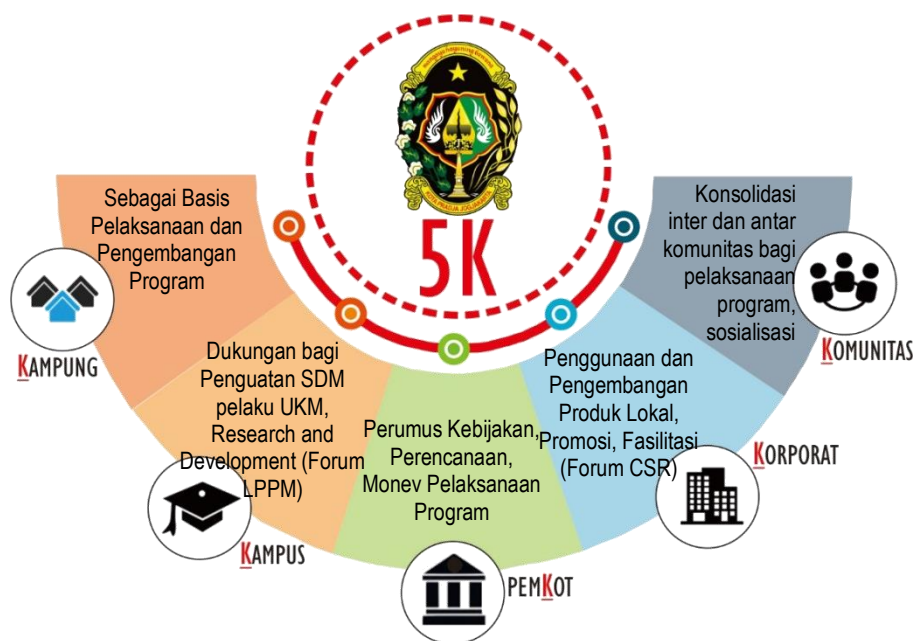 5K
Sebagai Basis
Pelaksanaan dan
Pengembangan
Program
KAMPUNG
Dukungan bagi
Penguatan SDM
pelaku UKM,
Research and
Development (Forum
LPPM)
KAMPUS
Perumus Kebijakan,
Perencanaan,
Monev Pelaksanaan
Program
PEMKOT
Penggunaan dan
Pengembangan
Produk Lokal,
Promosi, Fasilitasi
(Forum CSR)
KORPORAT
Konsolidasi
inter dan antar
komunitas bagi
pelaksanaan
program,
sosialisasi
KOMUNITAS